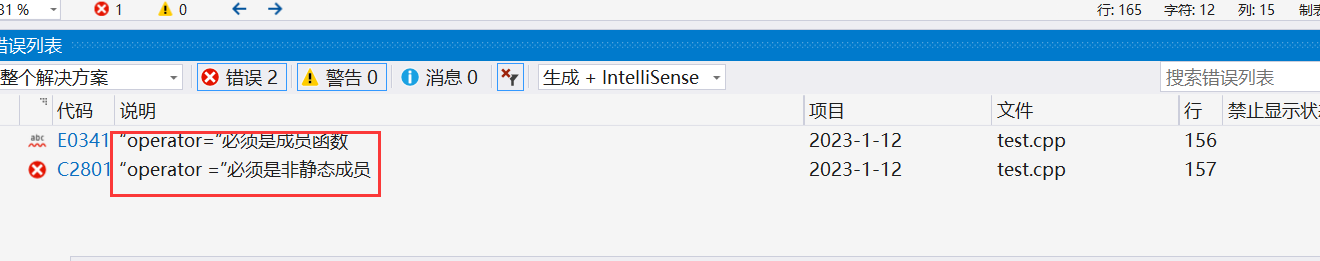 31 % 1 0 行: 165 字符: 12 列: 15
错误列表
整个解决方案 错误 2 警告 0 消息 0 生成 + IntelliSense 搜索错误列表
代码 说明 项目 文件 行 禁止显示状
abc E0341 “operator=”必须是成员函数 2023-1-12 test.cpp 156
C2801 “operator =”必须是非静态成员 2023-1-12 test.cpp 157